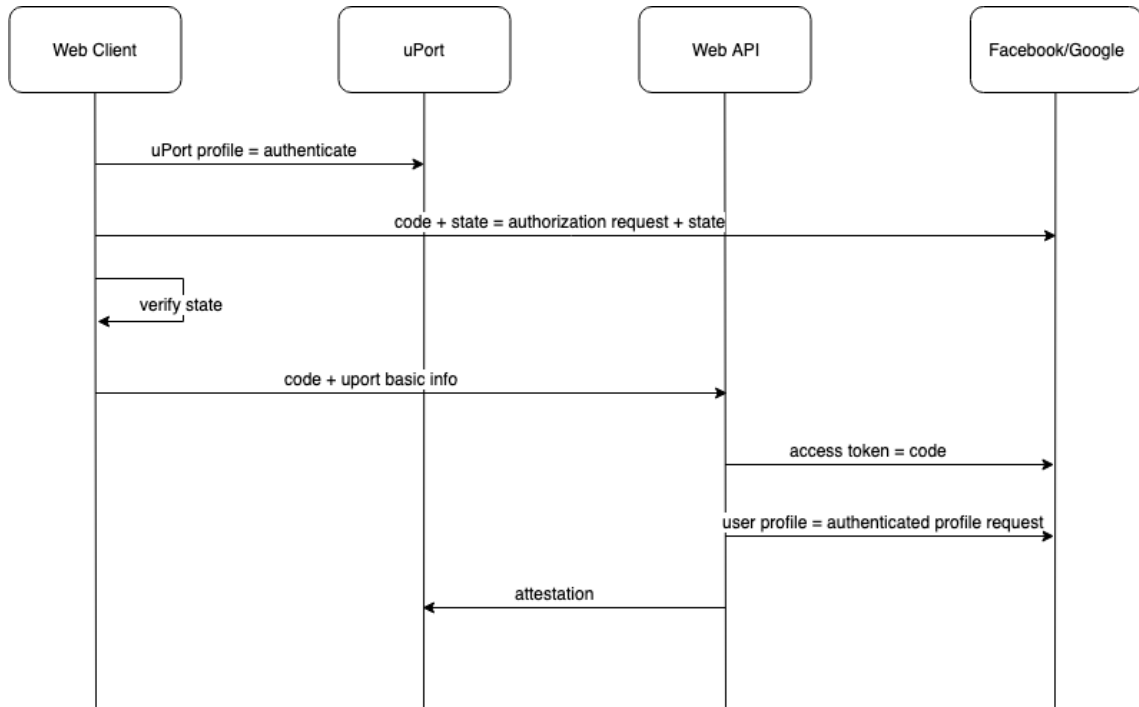 Web Client
uPort
Web API
Facebook/Google
uPort profile = authenticate
code + state = authorization request + state
verify state
code + uport basic info
access token = code
user profile = authenticated profile request
attestation